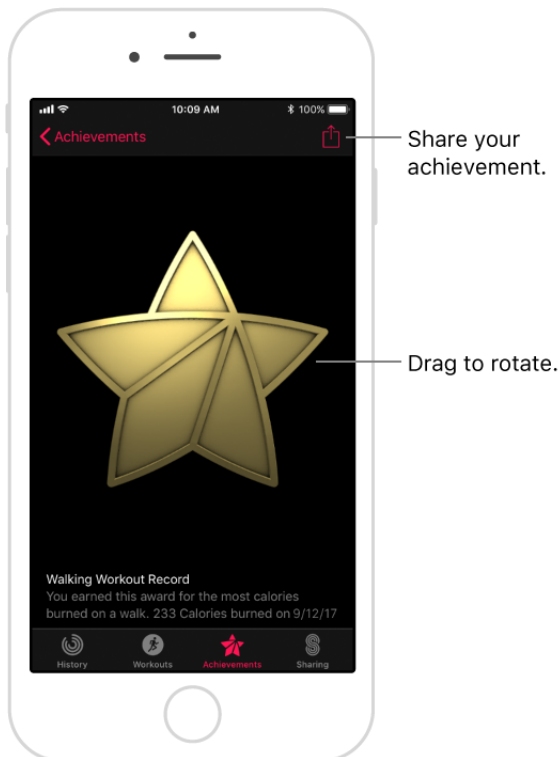 10:09 AM
100%
Achievements
Share your
achievement.
Drag to rotate.
Walking Workout Record
You earned this award for the most calories
burned on a walk. 233 Calories burned on 9/12/17
History
Workouts
Achievements
Sharing